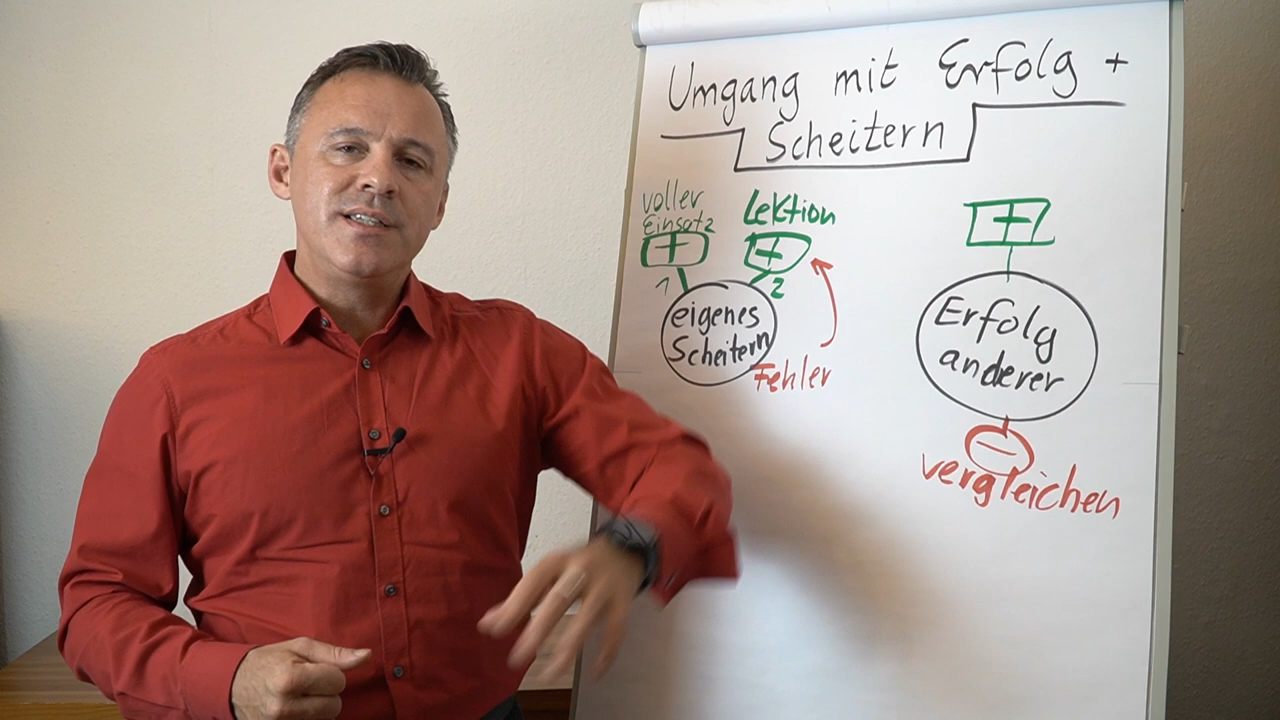 Umgang mit Erfolg +
Scheitern
voller
Einsatz
+
1
Lektion
+
2
eigenes
Scheitern
Fehler
+
Erfolg
anderer
−
vergleichen